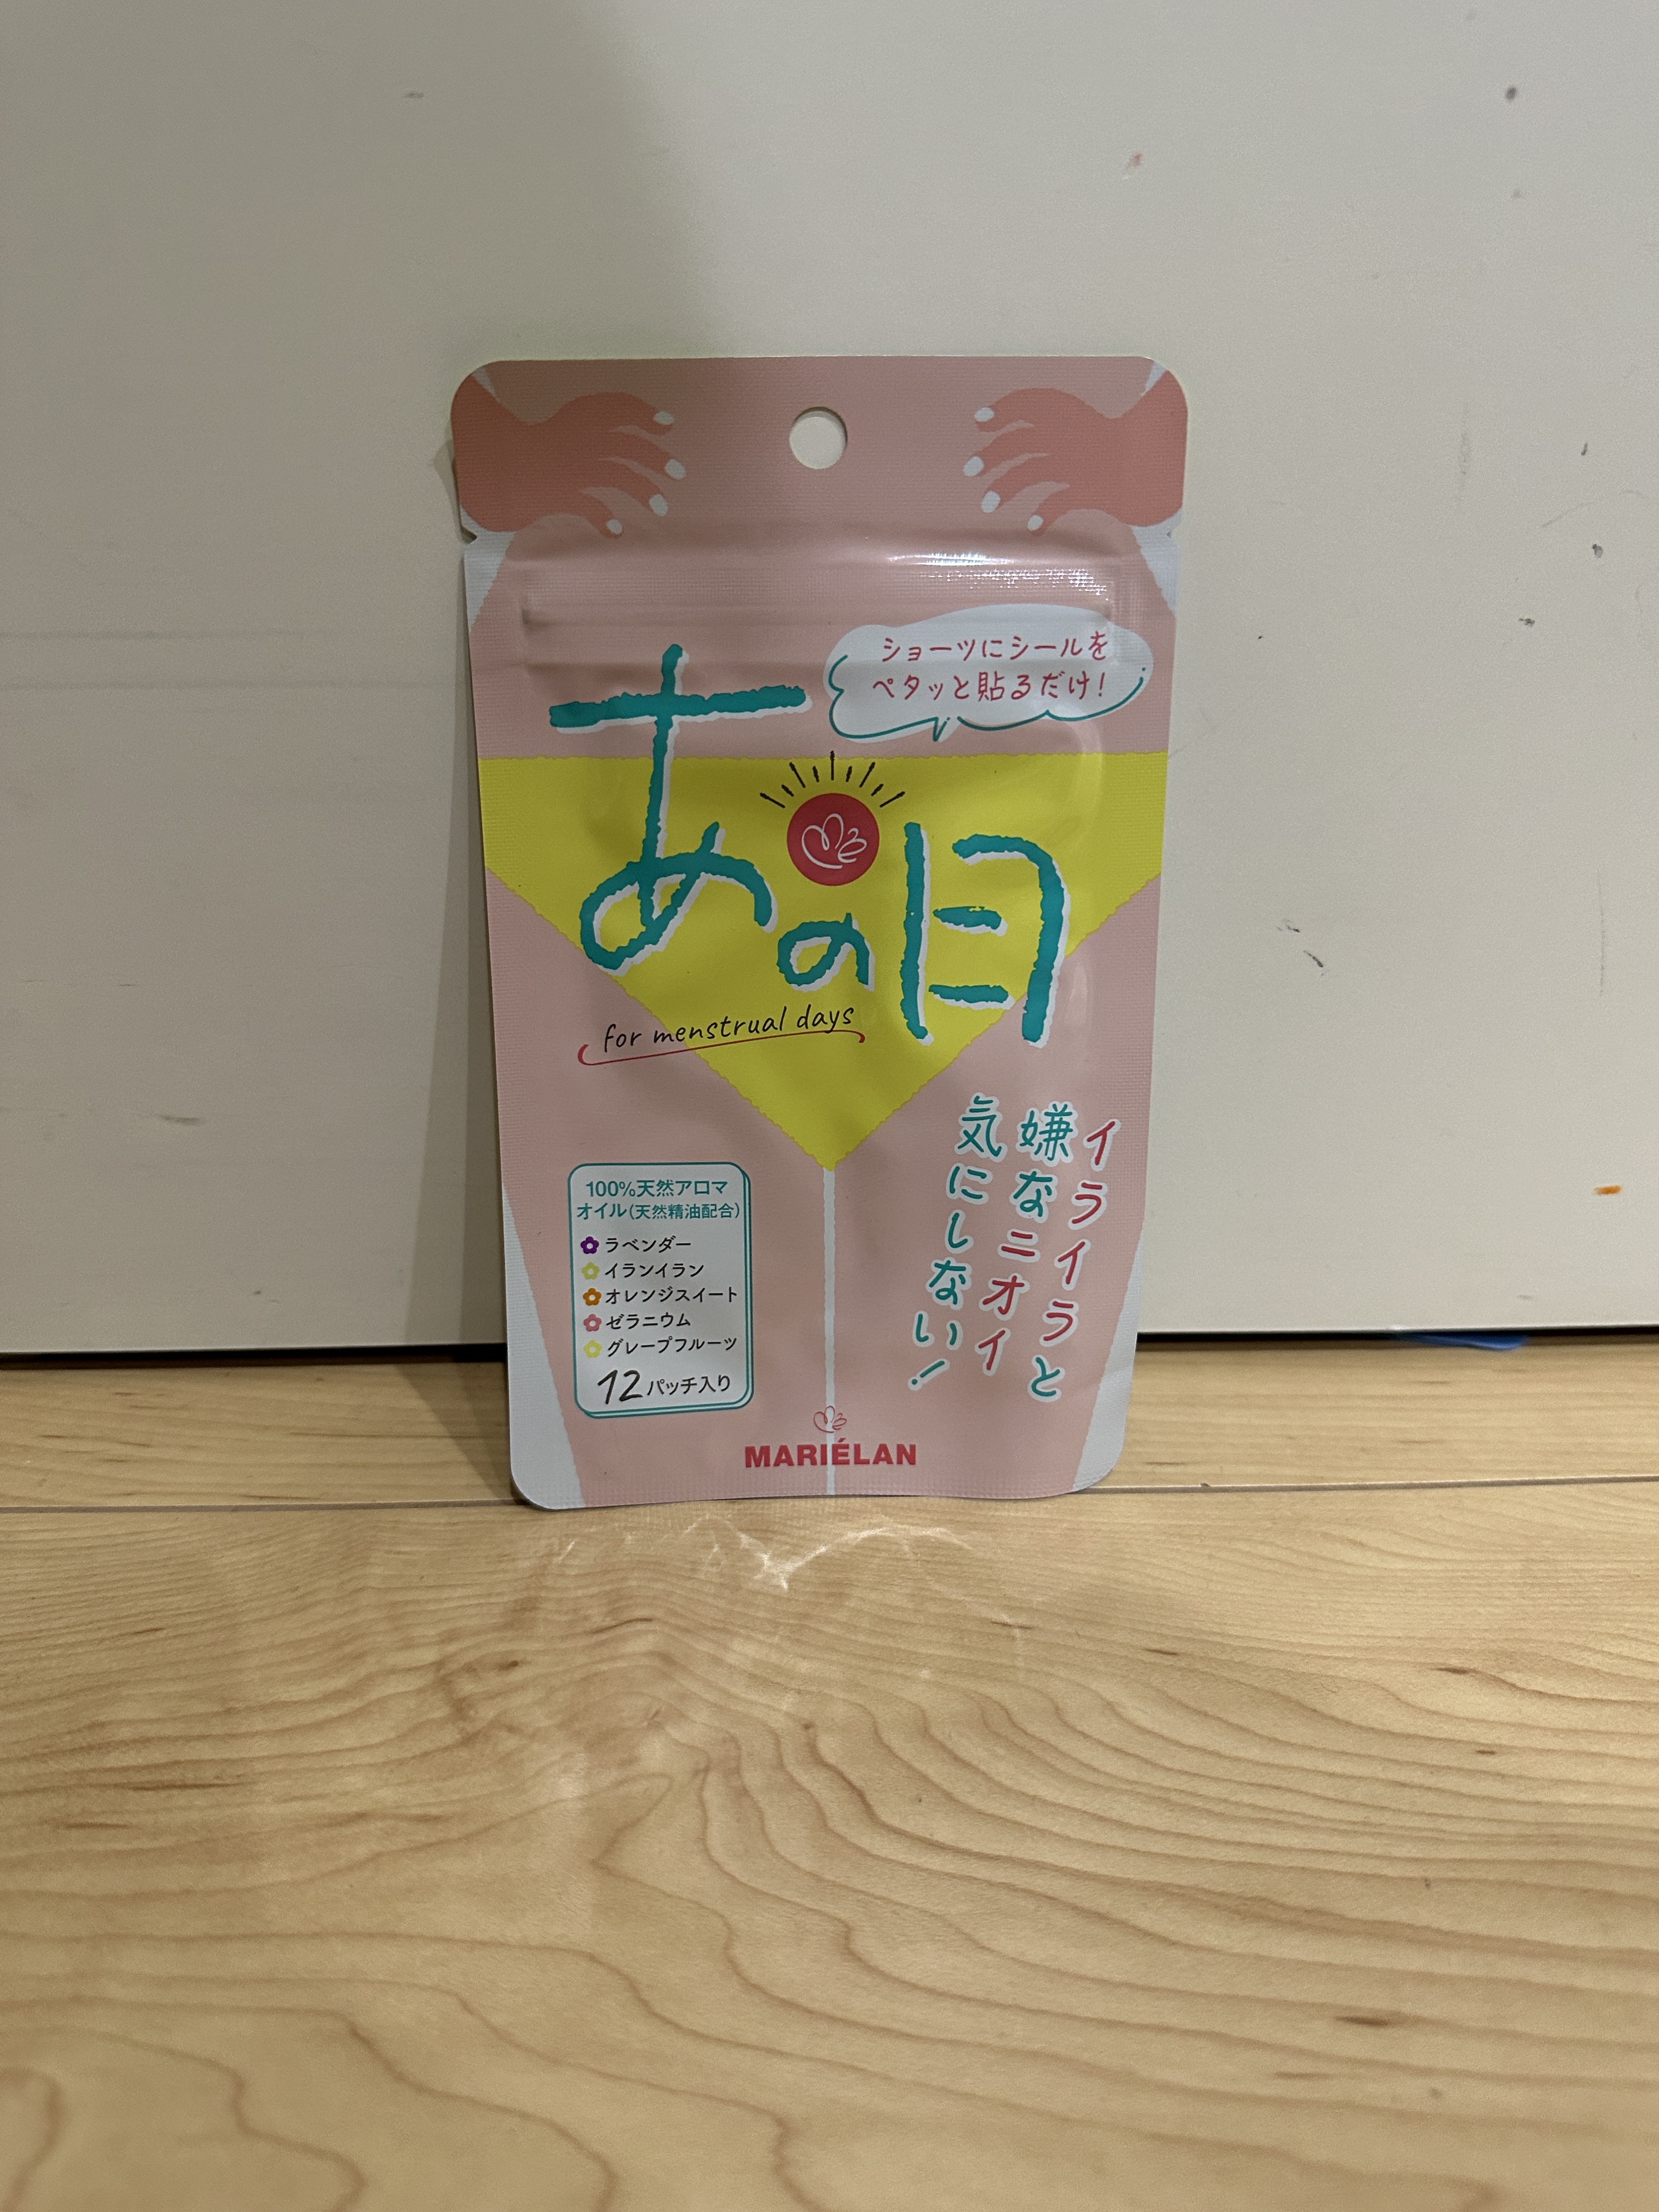 ショーツにシールを
ペタッと貼るだけ!
あの日
for menstrual days
イライラと
嫌なニオイ
気にしない!
100%天然アロマ
オイル(天然精油配合)
ラベンダー
イランイラン
オレンジスイート
ゼラニウム
グレープフルーツ
12パッチ入り
MARIÉLAN